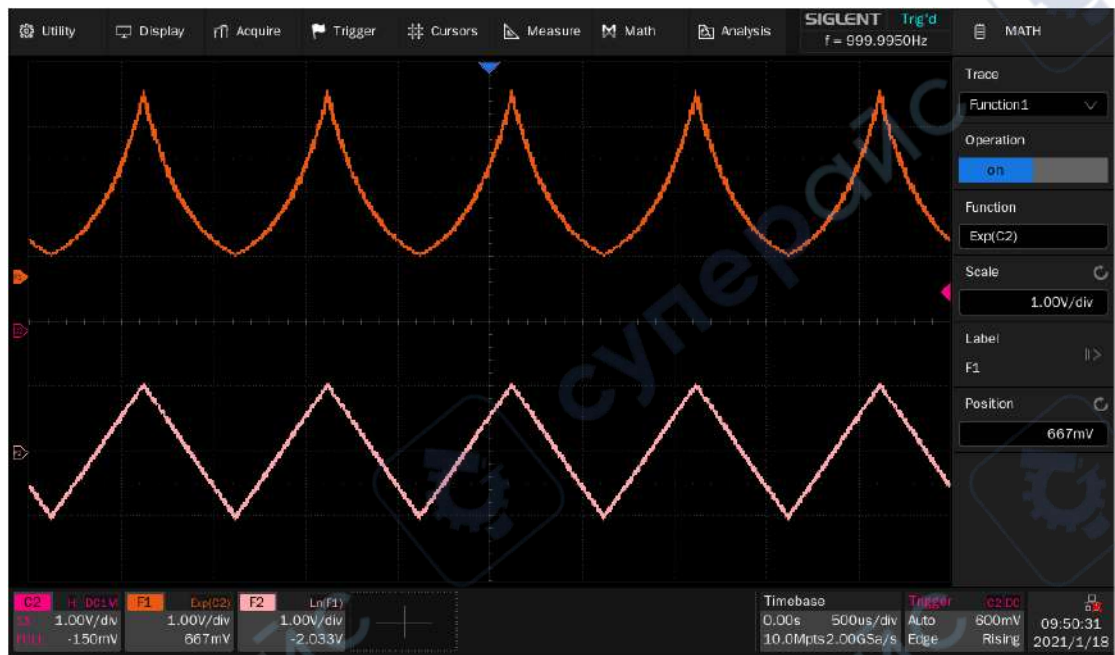 Utility Display Acquire Trigger Cursors Measure Math Analysis
SIGLENT Trig'd
f = 999.9950Hz
MATH
Trace
Function1
Operation
on
Function
Exp(C2)
Scale
1.00V/div
Label
F1
Position
667mV
C2 DC1M
1.00V/div
FULL -150mV
F1 Exp(C2)
1.00V/div
667mV
F2 Ln(F1)
1.00V/div
-2.033V
Timebase
0.00s 500us/div
10.0Mpts 2.00GSa/s
Trigger C2 DC
Auto 600mV
Edge Rising
09:50:31
2021/1/18
суперайс